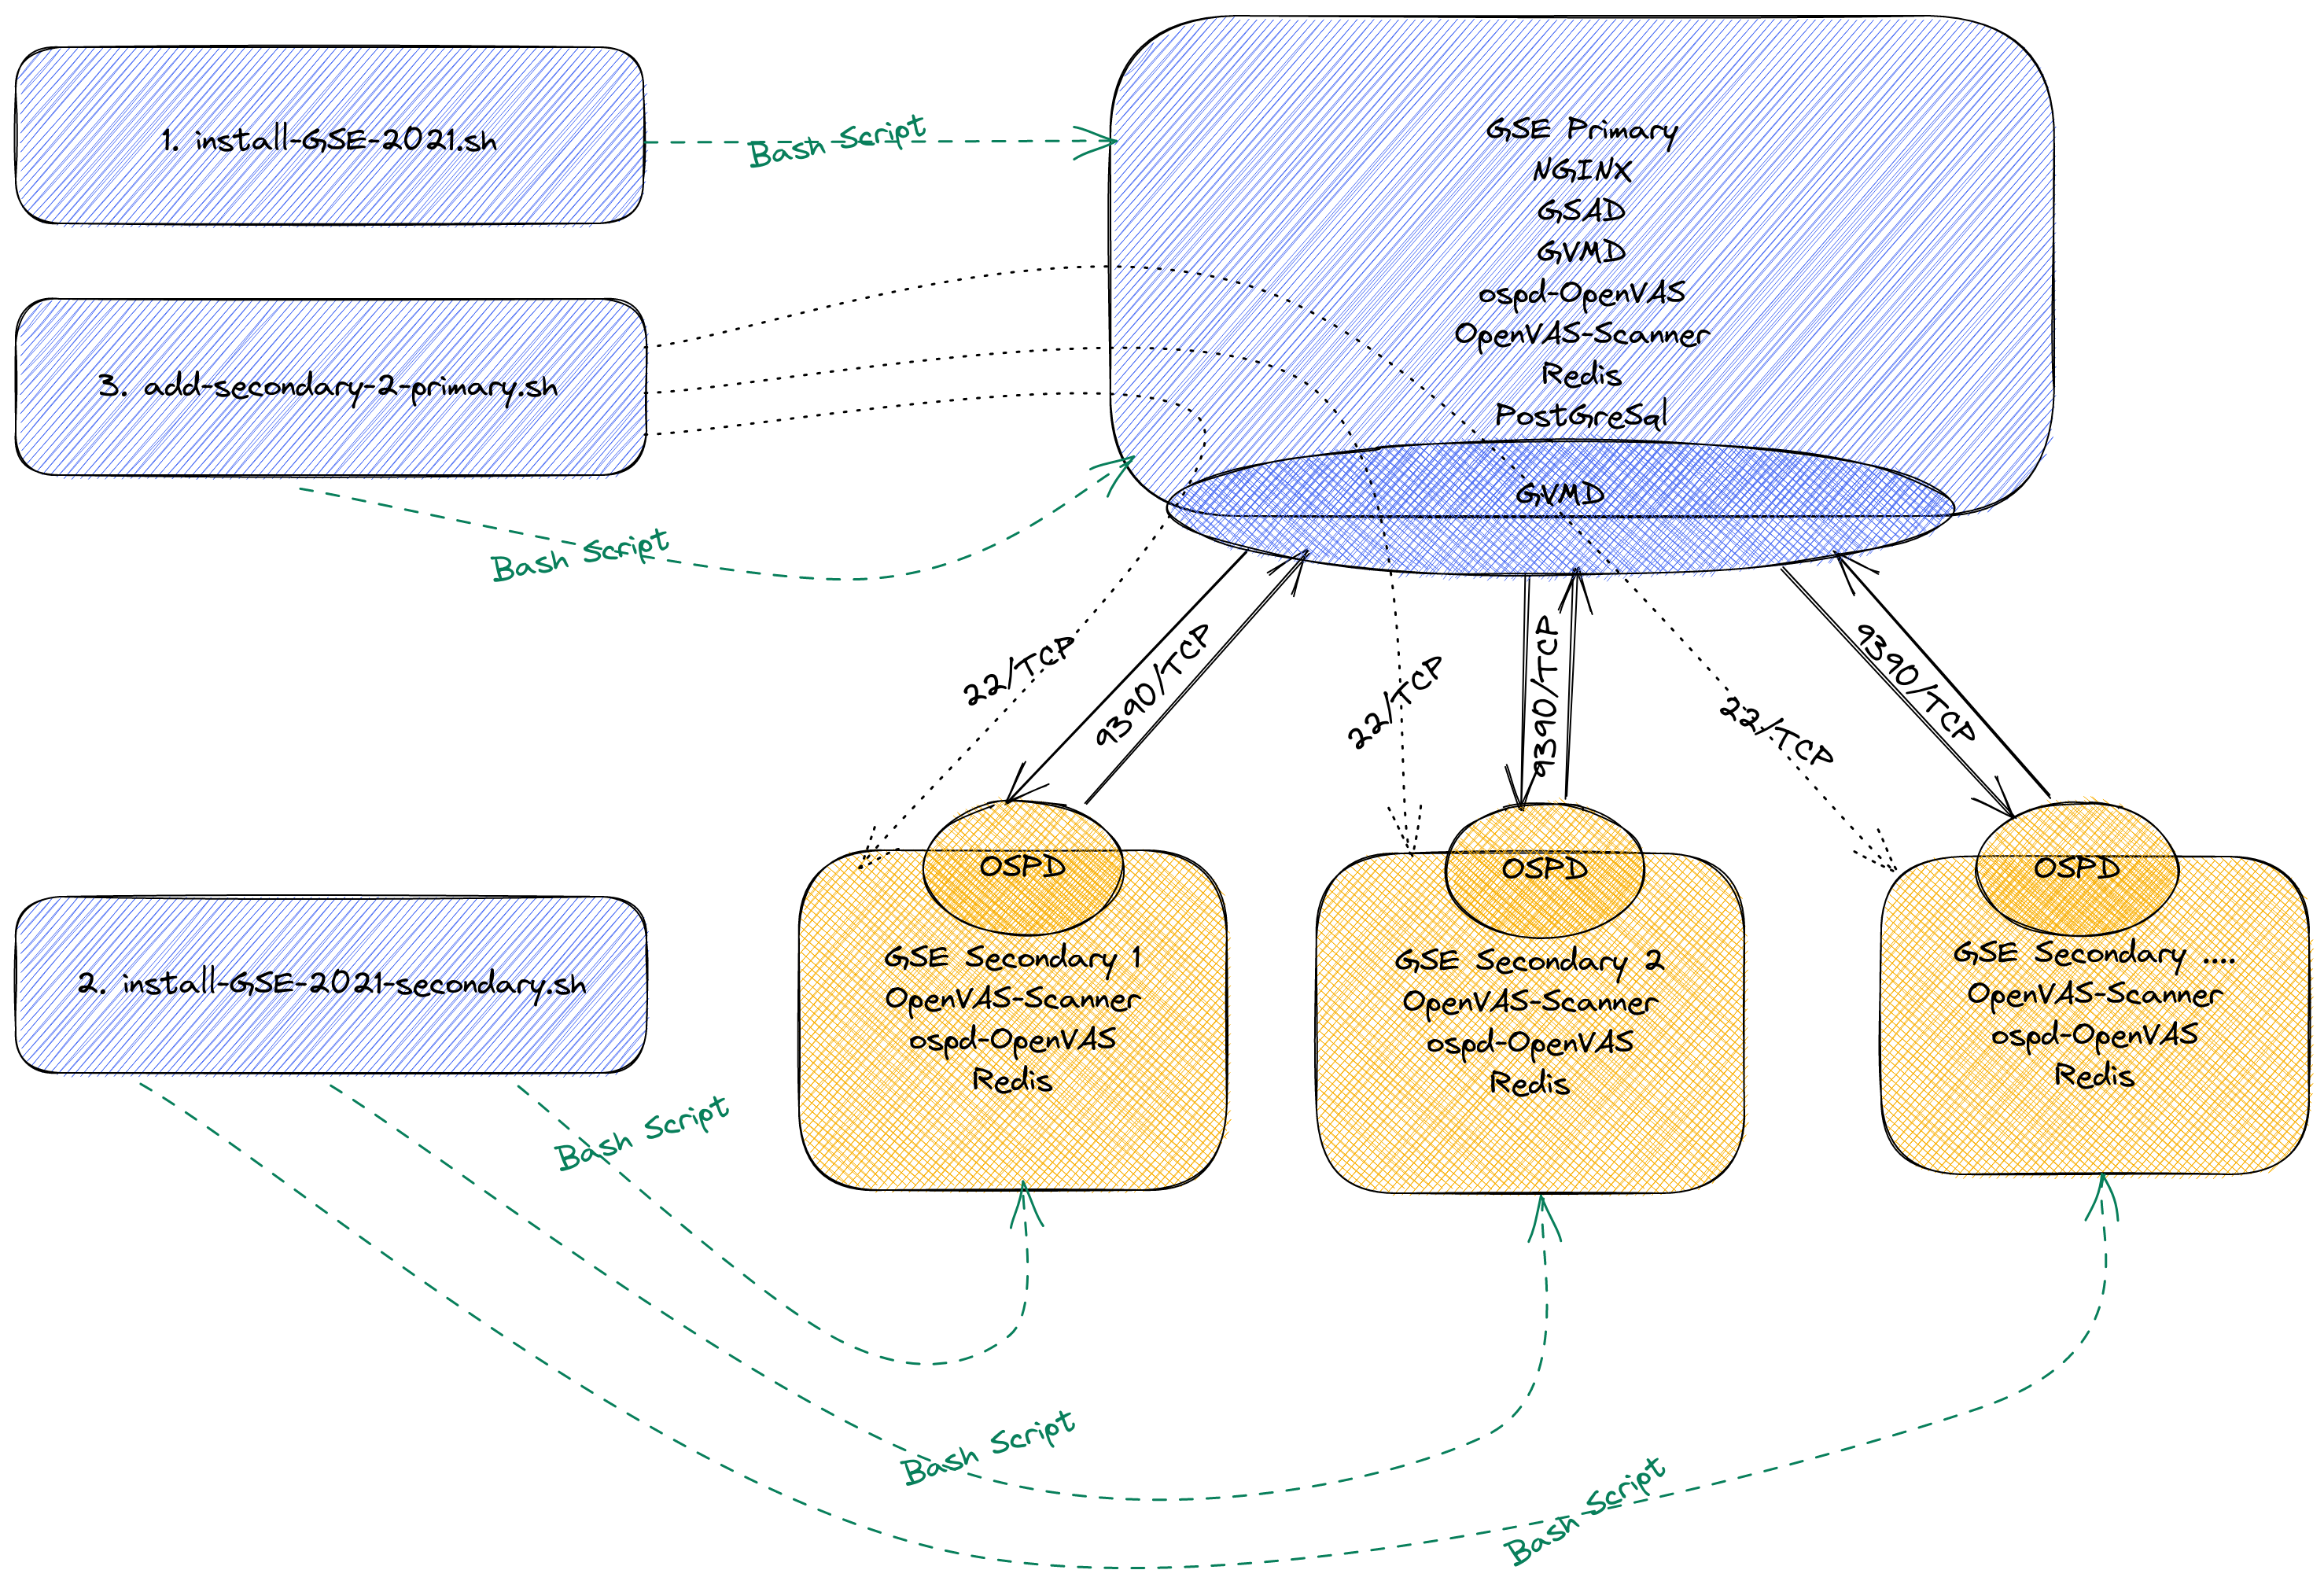 1. install-GSE-2021.sh
Bash Script
GSE Primary
NGINX
GSAD
GVMD
ospd-OpenVAS
OpenVAS-Scanner
Redis
PostGreSql
GVMD
3. add-secondary-2-primary.sh
Bash Script
22/TCP
9390/TCP
22/TCP
9390/TCP
22/TCP
9390/TCP
OSPD
GSE Secondary 1
OpenVAS-Scanner
ospd-OpenVAS
Redis
OSPD
GSE Secondary 2
OpenVAS-Scanner
ospd-OpenVAS
Redis
OSPD
GSE Secondary ....
OpenVAS-Scanner
ospd-OpenVAS
Redis
2. install-GSE-2021-secondary.sh
Bash Script
Bash Script
Bash Script